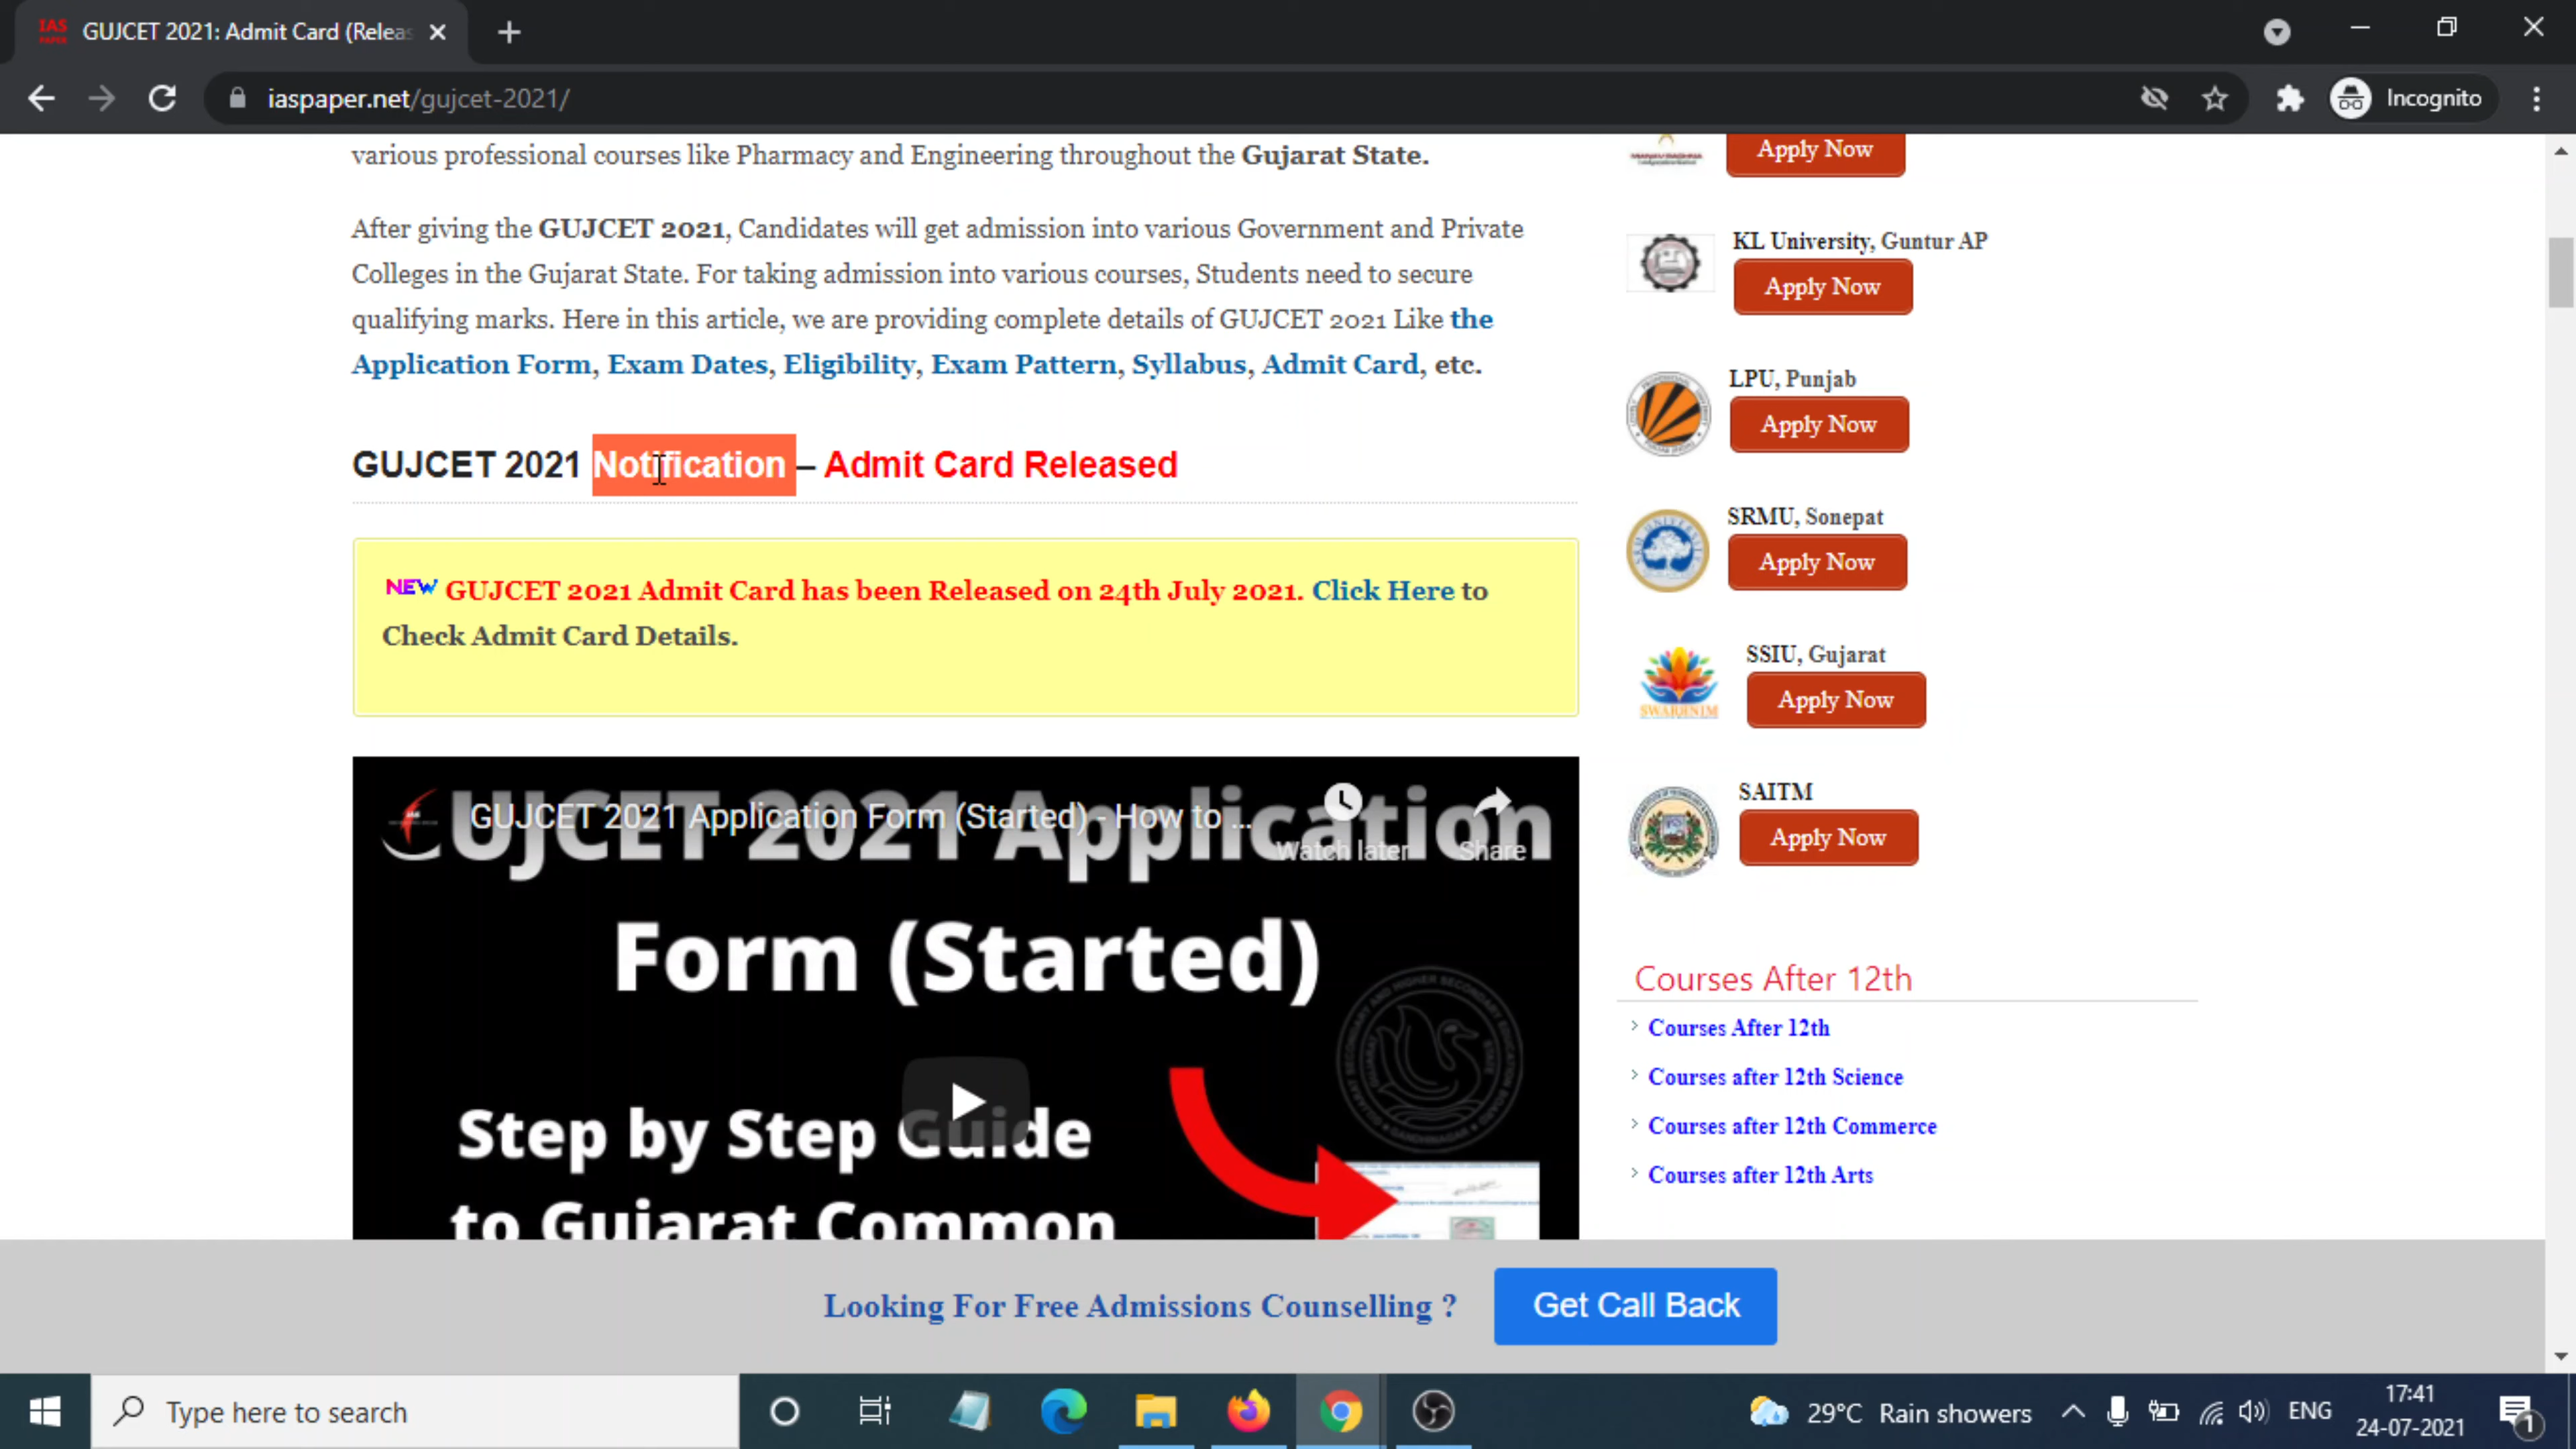 GUJCET 2021: Admit Card (Releas
iaspaper.net/gujcet-2021/
Incognito
various professional courses like Pharmacy and Engineering throughout the Gujarat State.
After giving the GUJCET 2021, Candidates will get admission into various Government and Private
Colleges in the Gujarat State. For taking admission into various courses, Students need to secure
qualifying marks. Here in this article, we are providing complete details of GUJCET 2021 Like the
Application Form, Exam Dates, Eligibility, Exam Pattern, Syllabus, Admit Card, etc.
GUJCET 2021 Notification – Admit Card Released
NEW GUJCET 2021 Admit Card has been Released on 24th July 2021. Click Here to
Check Admit Card Details.
GUJCET 2021 Application Form (Started) - How to ...
Watch later
Share
UJCET 2021 Application
Form (Started)
Step by Step Guide
to Gujarat Common
Apply Now
KL University, Guntur AP
Apply Now
LPU, Punjab
Apply Now
SRMU, Sonepat
Apply Now
SSIU, Gujarat
Apply Now
SWARNIM
SAITM
Apply Now
Courses After 12th
Courses After 12th
Courses after 12th Science
Courses after 12th Commerce
Courses after 12th Arts
Looking For Free Admissions Counselling ?
Get Call Back
Type here to search
29°C Rain showers
ENG
17:41
24-07-2021
1